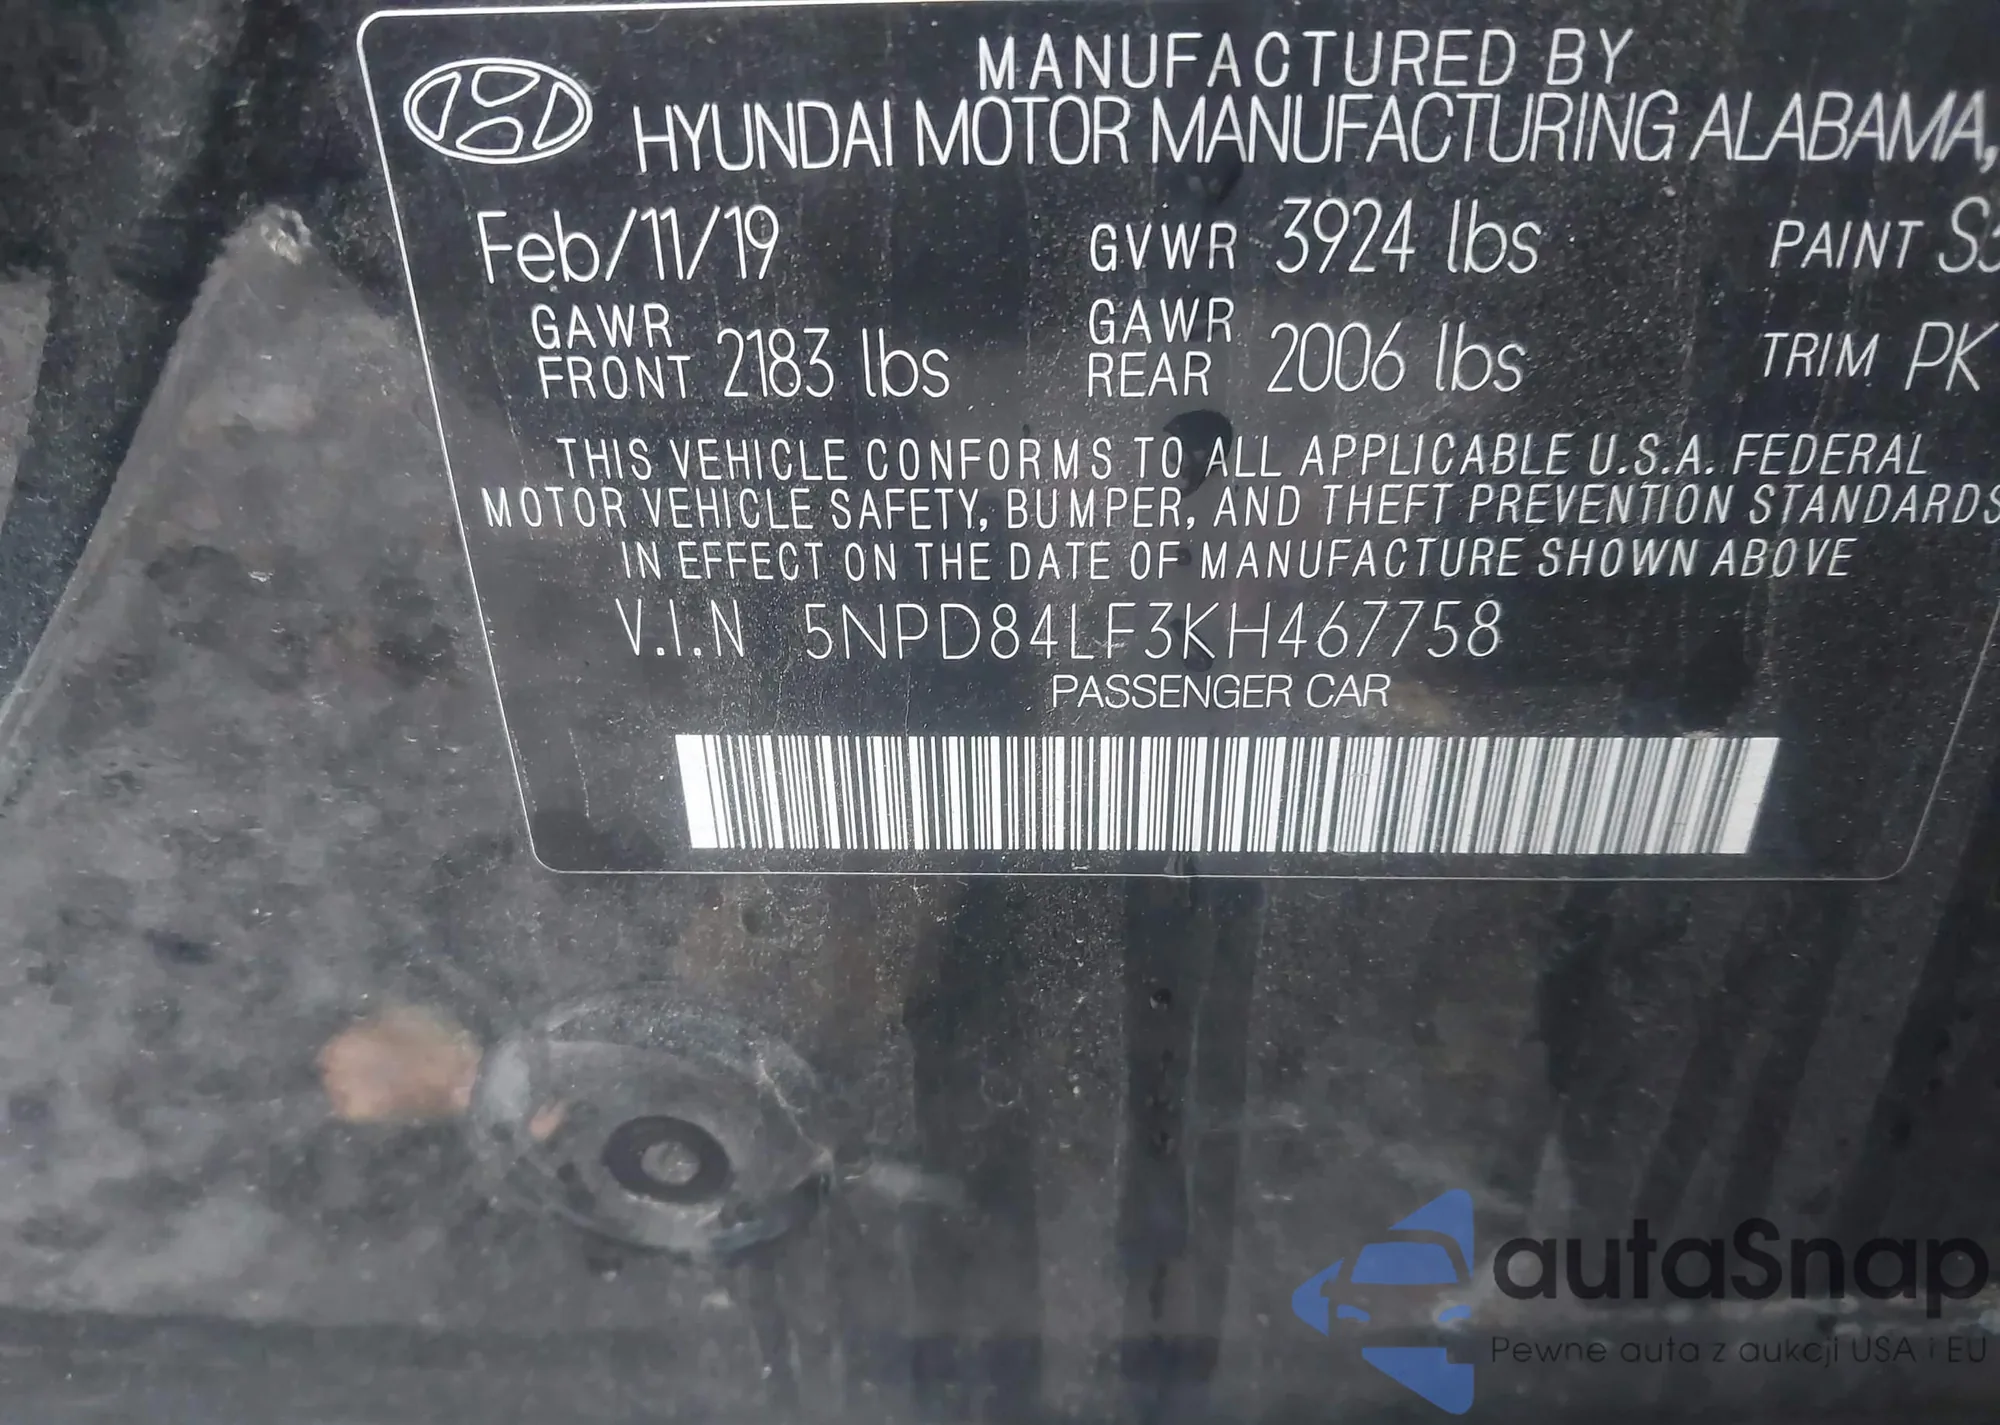 MANUFACTURED BY
HYUNDAI MOTOR MANUFACTURING ALABAMA,
Feb/11/19 GVWR 3924 lbs PAINT
GAWR FRONT 2183 lbs GAWR REAR 2006 lbs TRIM PK
THIS VEHICLE CONFORMS TO ALL APPLICABLE U.S.A. FEDERAL
MOTOR VEHICLE SAFETY, BUMPER, AND THEFT PREVENTION STANDARDS
IN EFFECT ON THE DATE OF MANUFACTURE SHOWN ABOVE
V.I.N 5NPD84LF3KH467758
PASSENGER CAR
autaSnap
Pewne auta z aukcji USA i EU